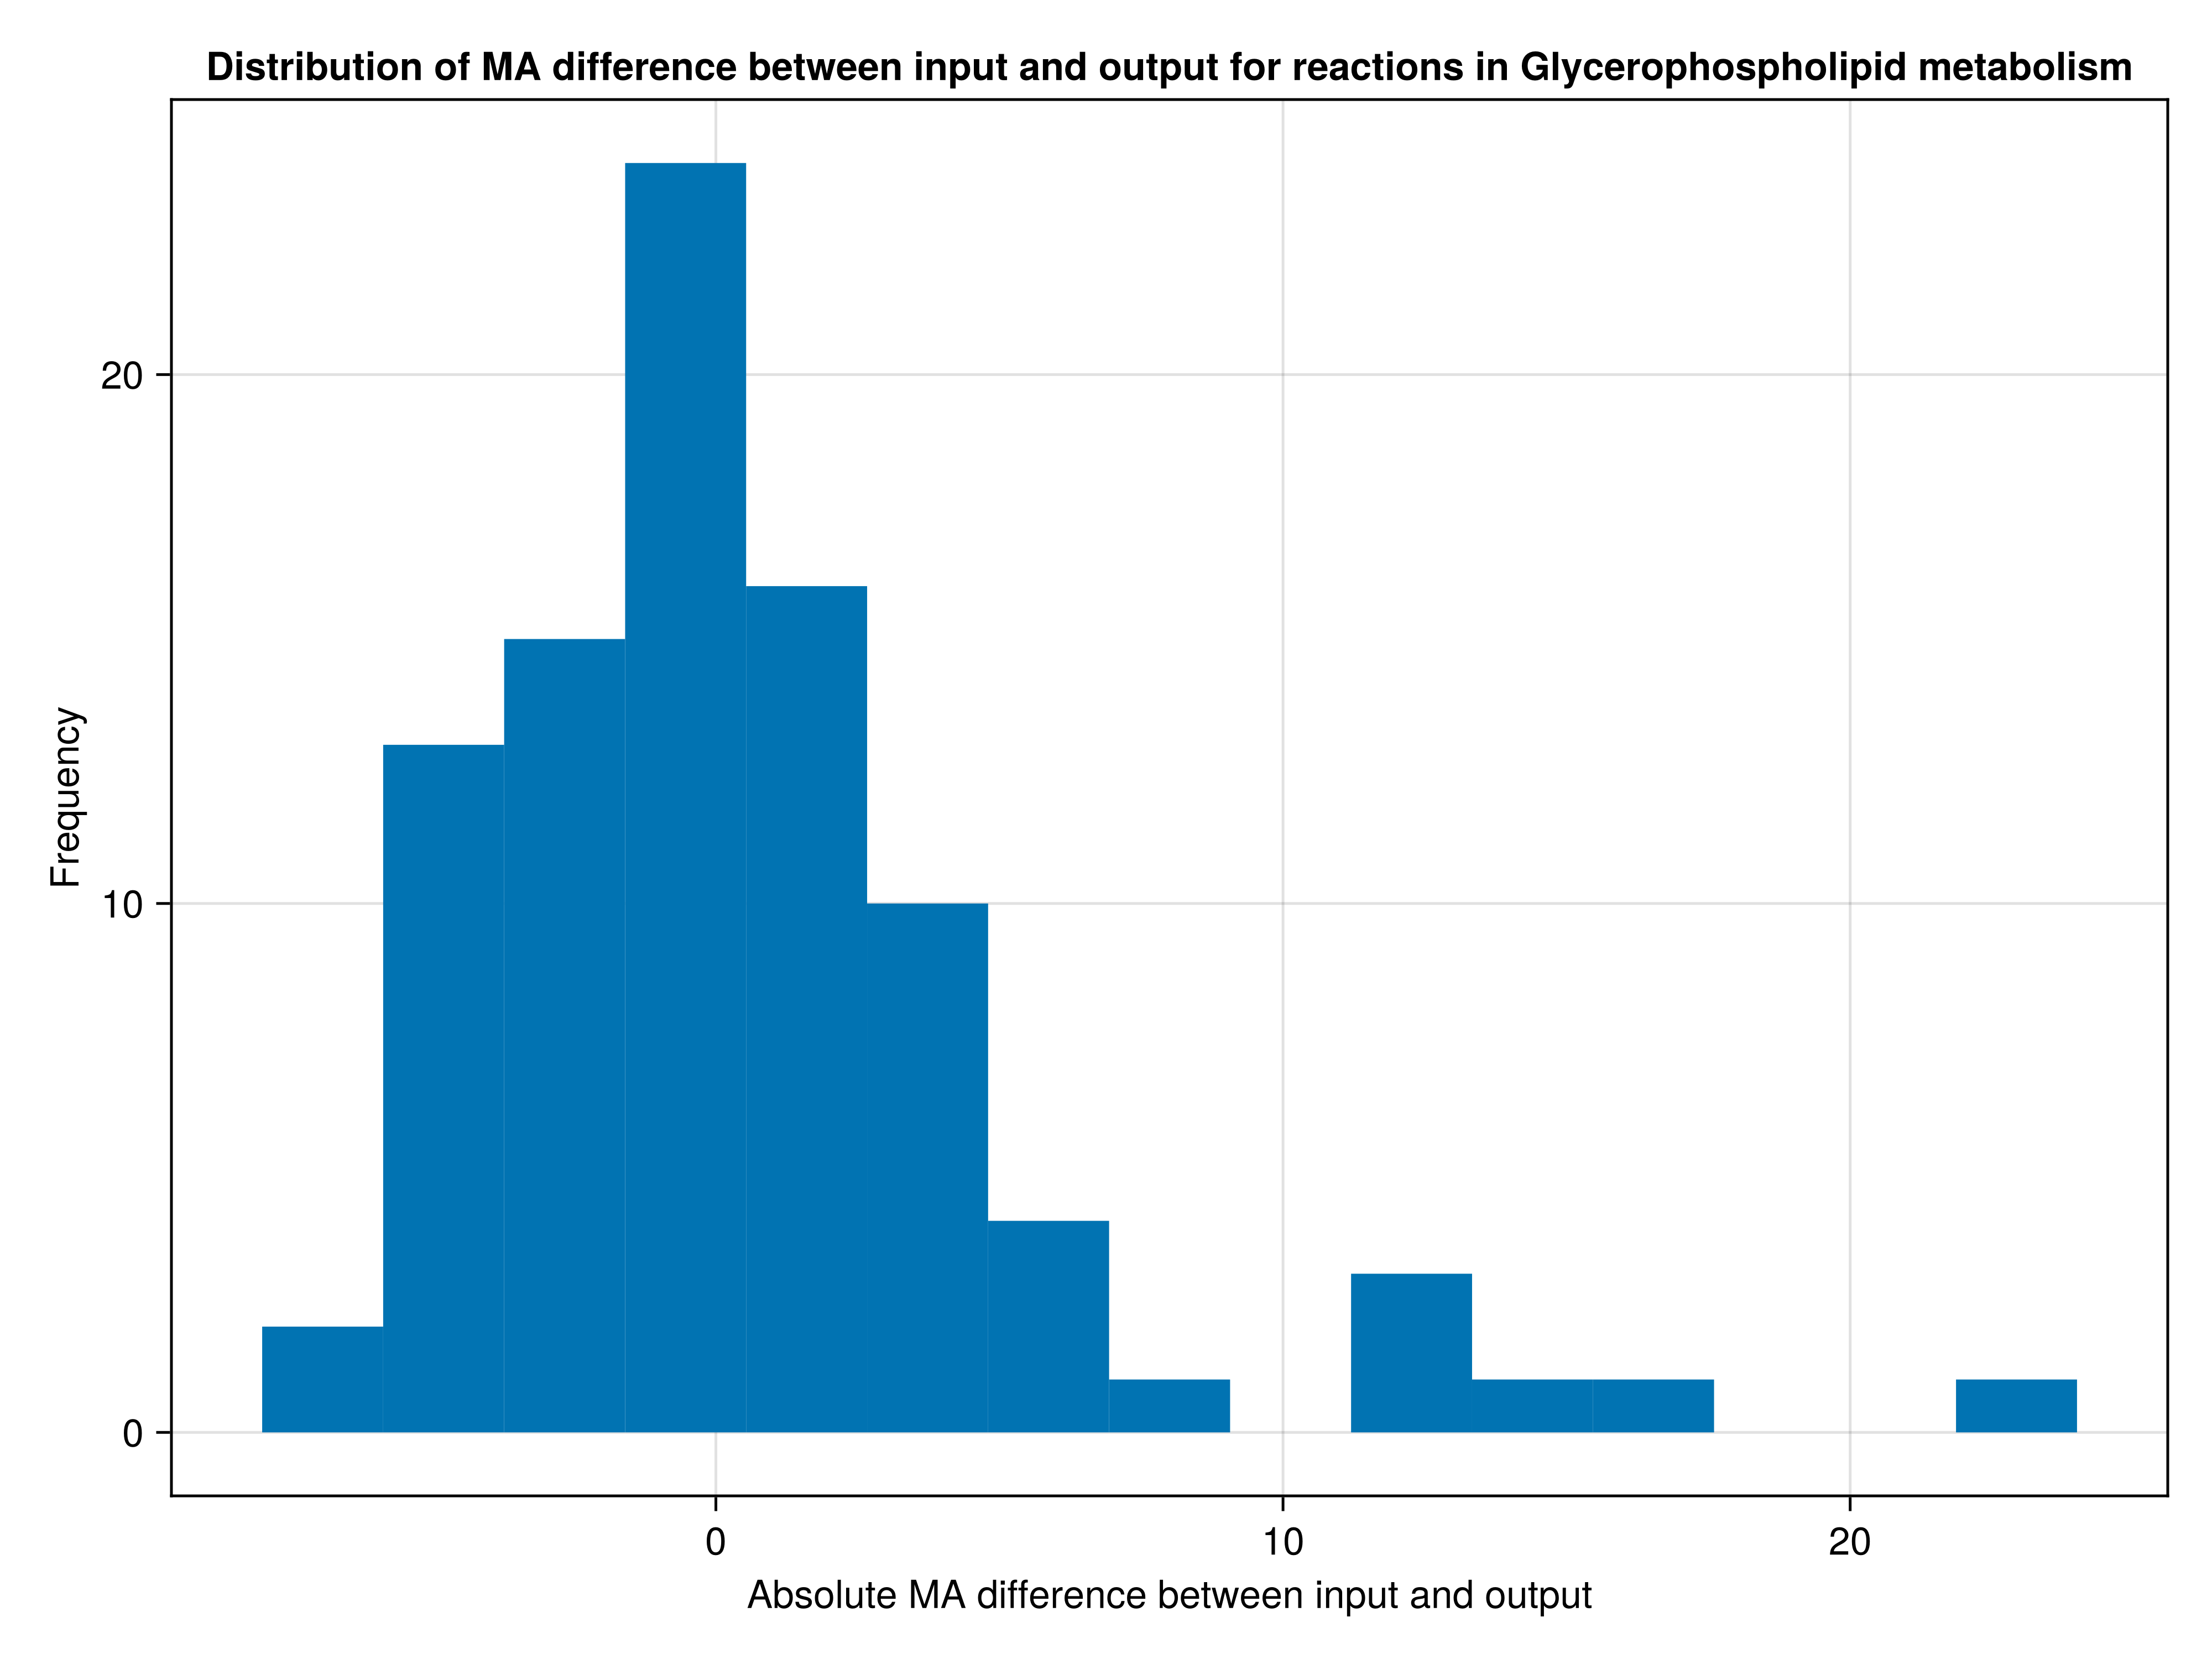 Distribution of MA difference between input and output for reactions in Glycerophospholipid metabolism
20
10
0
Frequency
0 10 20
Absolute MA difference between input and output